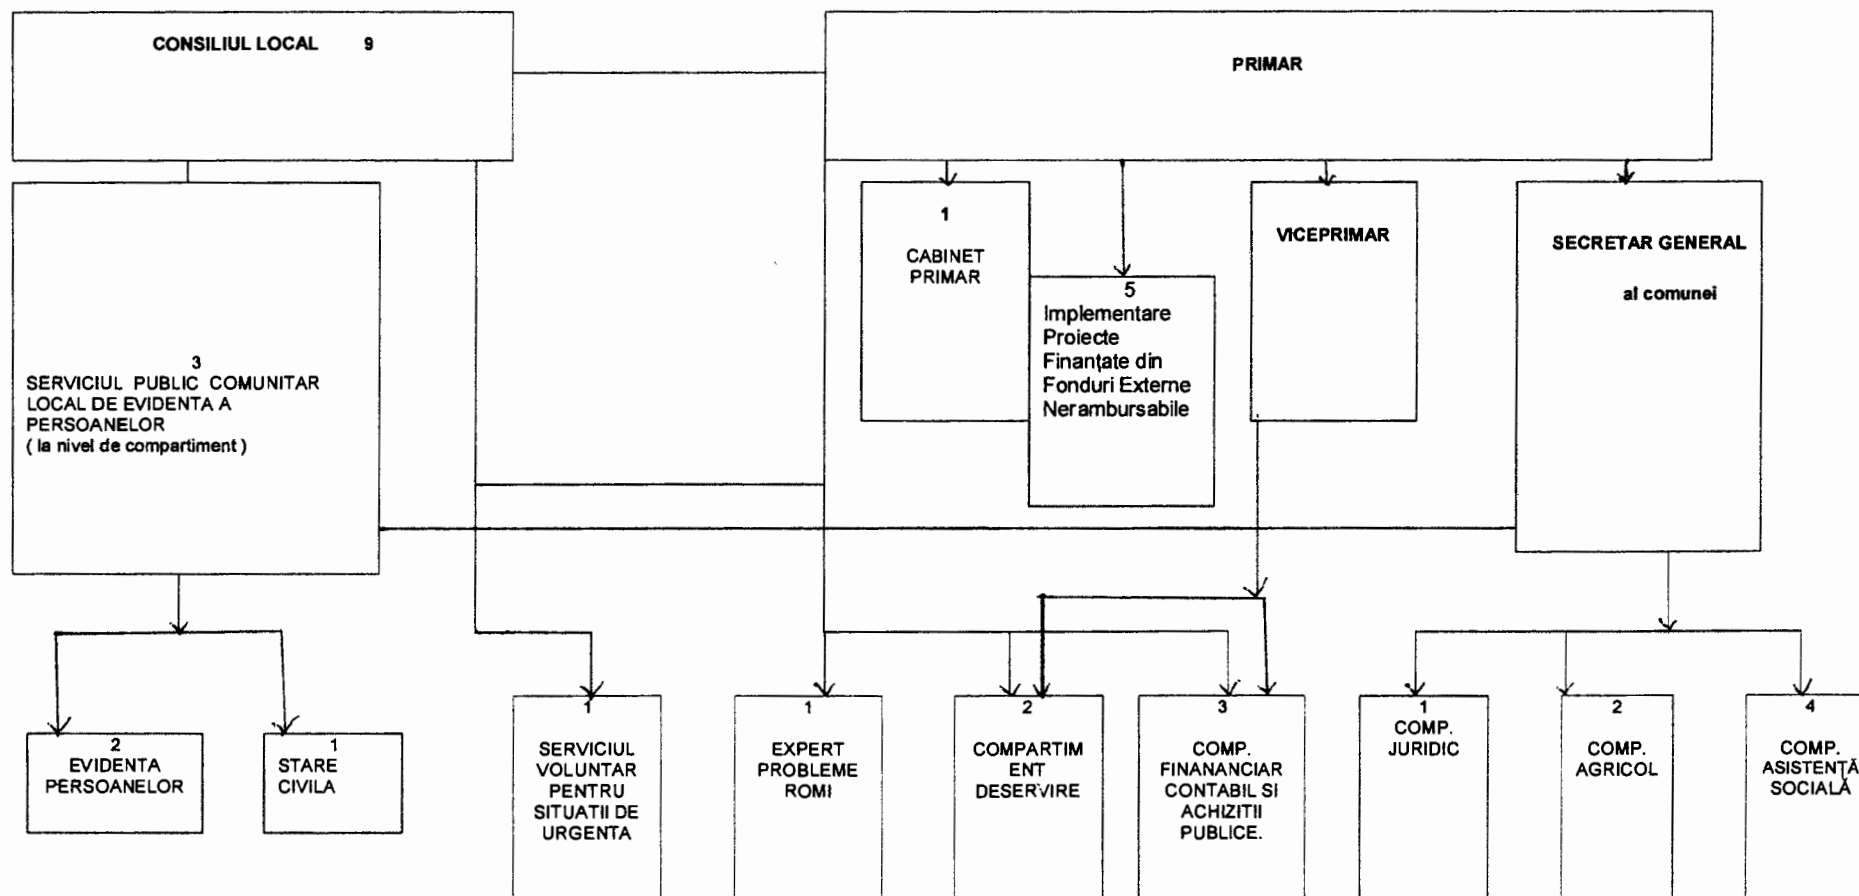 CONSILIUL LOCAL 9
PRIMAR
1
CABINET
PRIMAR
5
Implementare
Proiecte
Finanțate din
Fonduri Externe
Nerambursabile
VICEPRIMAR
SECRETAR GENERAL
al comunei
3
SERVICIUL PUBLIC COMUNITAR
LOCAL DE EVIDENTA A
PERSOANELOR
( la nivel de compartiment )
2
EVIDENTA
PERSOANELOR
1
STARE
CIVILA
1
SERVICIUL
VOLUNTAR
PENTRU
SITUATII DE
URGENTA
1
EXPERT
PROBLEME
ROMI
2
COMPARTIM
ENT
DESERVIRE
3
COMP.
FINANANCIAR
CONTABIL SI
ACHIZITII
PUBLICE.
1
COMP.
JURIDIC
2
COMP.
AGRICOL
4
COMP.
ASISTENȚĂ
SOCIALĂ